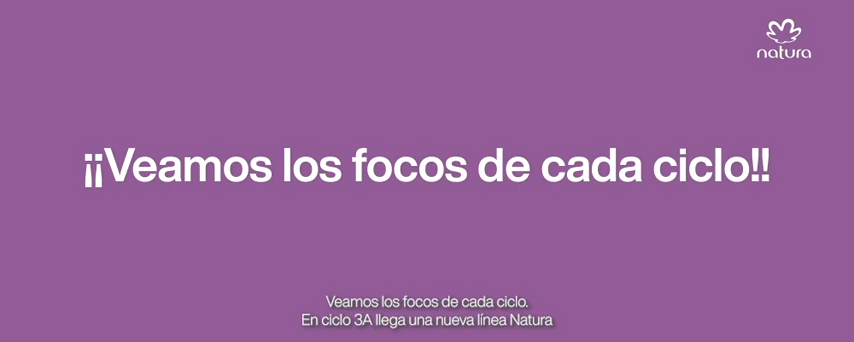 natura
¡¡Veamos los focos de cada ciclo!!
Veamos los focos de cada ciclo.
En ciclo 3A llega una nueva línea Natura